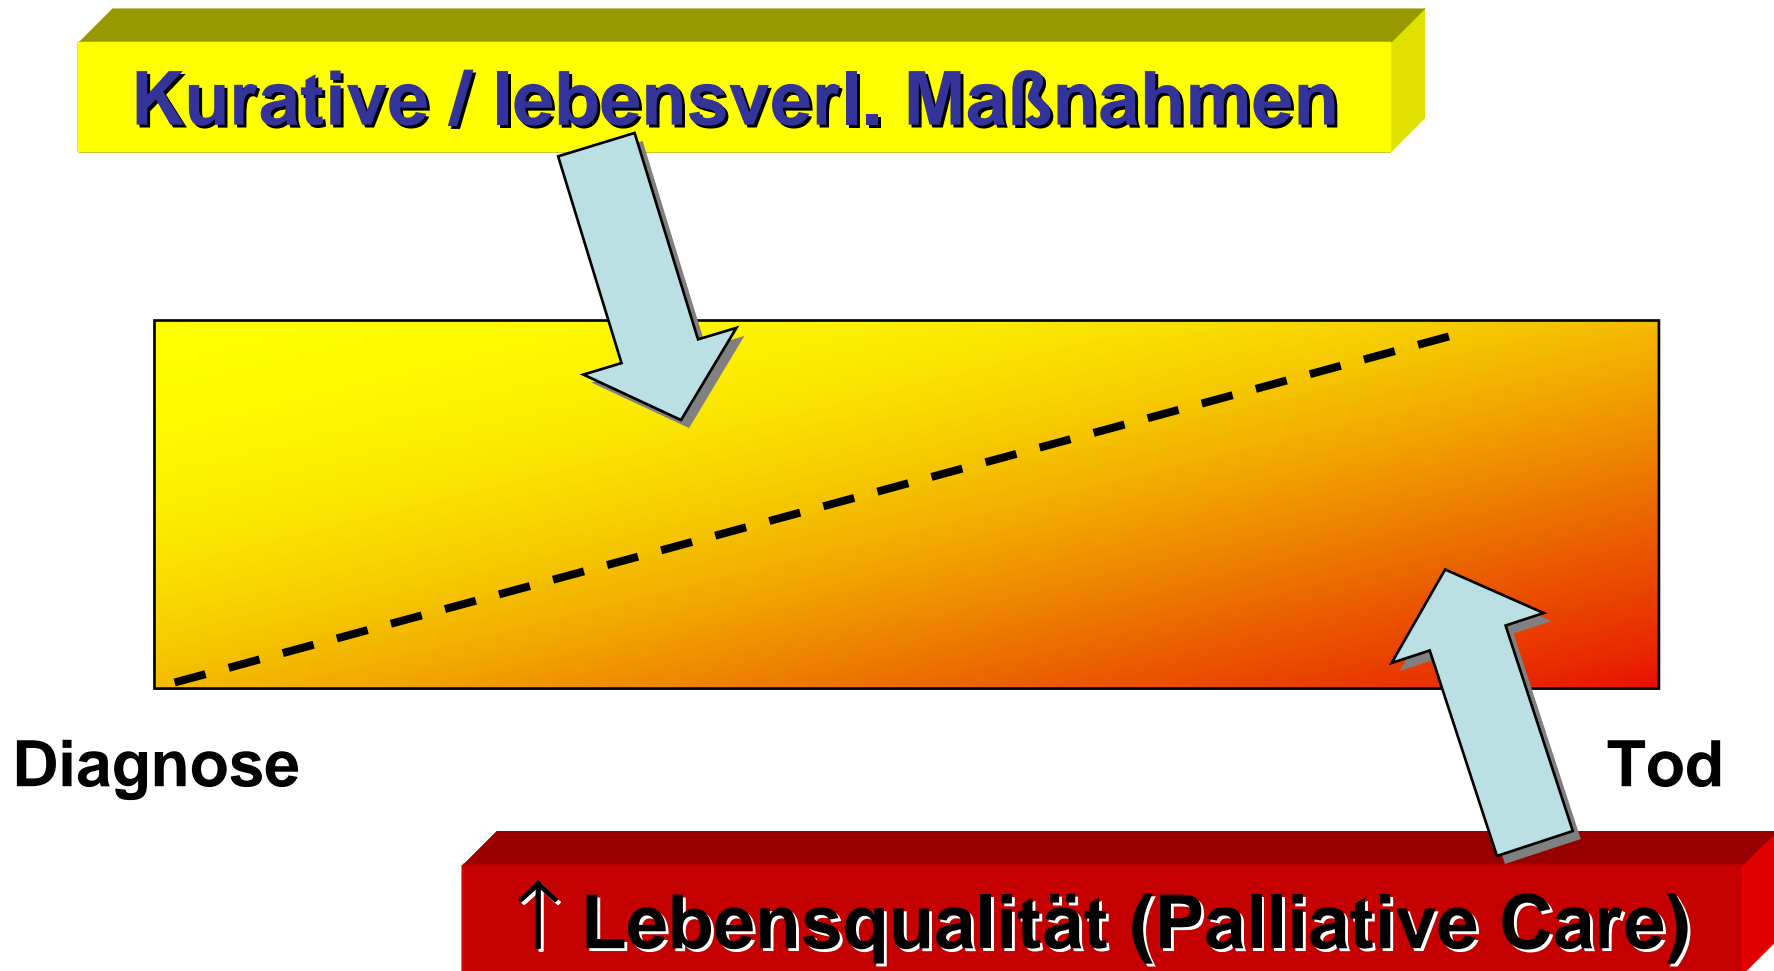 Kurative / lebensverl. Maßnahmen
Diagnose
Tod
↑ Lebensqualität (Palliative Care)